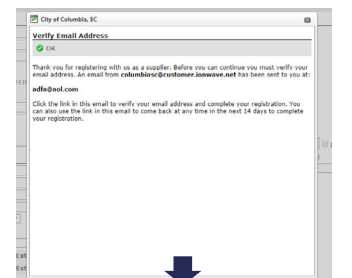 City of Columbia, SC
Verify Email Address
OK
Thank you for registering with us as a supplier. Before you can continue you must verify your
email address. An email from columbiasc@customer.ionwave.net has been sent to you at:
adfa@aol.com
Click the link in this email to verify your email address and complete your registration. You
can also use the link in this email to come back at any time in the next 14 days to complete
your registration.
Ext
Ext